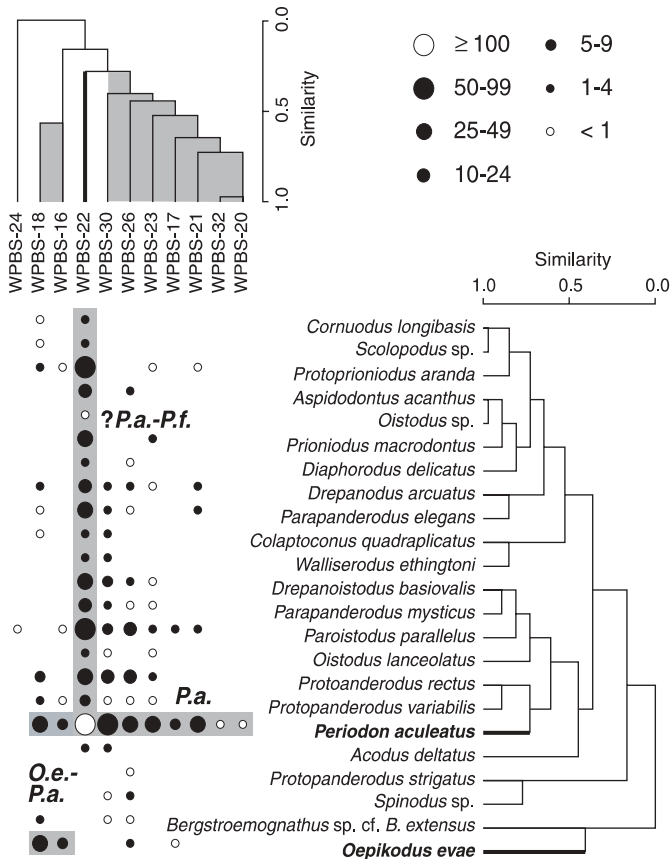 0.0
0.5
1.0
Similarity
≥ 100
50-99
25-49
10-24
5-9
1-4
< 1
WPBS-24
WPBS-18
WPBS-16
WPBS-22
WPBS-30
WPBS-26
WPBS-23
WPBS-17
WPBS-21
WPBS-32
WPBS-20
Similarity
1.0 0.5 0.0
Cornuodus longibasis
Scolopodus sp.
Protoprioniodus aranda
Aspidodontus acanthus
Oistodus sp.
Prioniodus macrodontus
Diaphorodus delicatus
Drepanodus arcuatus
Parapanderodus elegans
Colaptoconus quadraplicatus
Walliserodus ethingtoni
Drepanoistodus basiovalis
Parapanderodus mysticus
Paroistodus parallelus
Oistodus lanceolatus
Protoanderodus rectus
Protopanderodus variabilis
Periodon aculeatus
Acodus deltatus
Protopanderodus strigatus
Spinodus sp.
Bergstroemognathus sp. cf. B. extensus
Oepikodus evae
?P.a.-P.f.
P.a.
O.e.-
P.a.